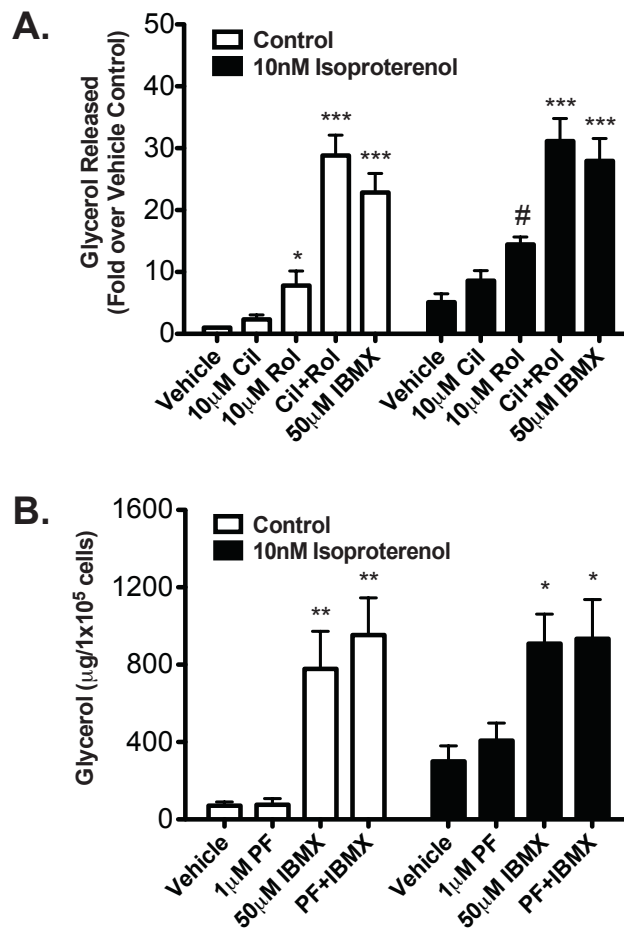 A.
Glycerol Released
(Fold over Vehicle Control)
50
40
30
20
10
0
Control
10nM Isoproterenol
*
***
***
#
***
***
Vehicle
10μM Cil
10μM Rol
Cil+Rol
50μM IBMX
Vehicle
10μM Cil
10μM Rol
Cil+Rol
50μM IBMX
B.
Glycerol (μg/1x10⁵ cells)
1600
1200
800
400
0
Control
10nM Isoproterenol
**
**
*
*
Vehicle
1μM PF
50μM IBMX
PF+IBMX
Vehicle
1μM PF
50μM IBMX
PF+IBMX